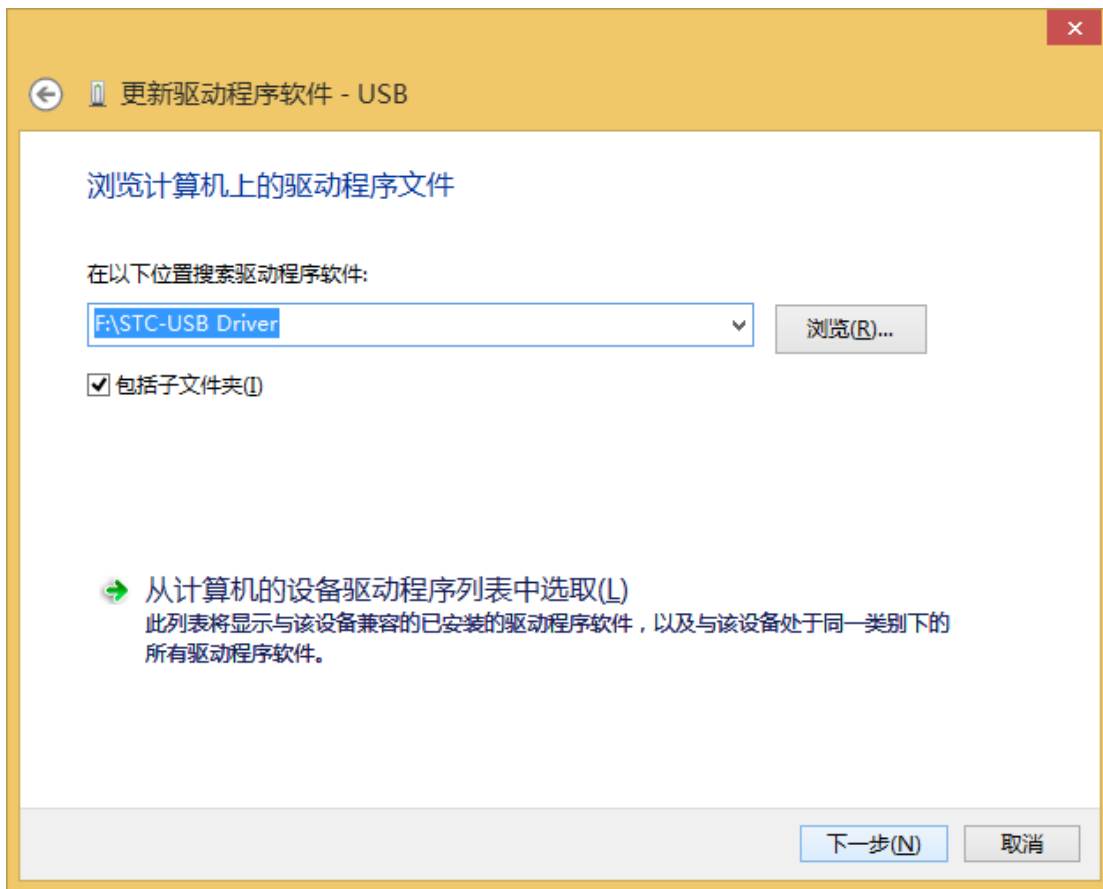 更新驱动程序软件 - USB
浏览计算机上的驱动程序文件
在以下位置搜索驱动程序软件:
F:\STC-USB Driver
浏览(R)...
包括子文件夹(I)
从计算机的设备驱动程序列表中选取(L)
此列表将显示与该设备兼容的已安装的驱动程序软件，以及与该设备处于同一类别下的
所有驱动程序软件。
下一步(N)
取消